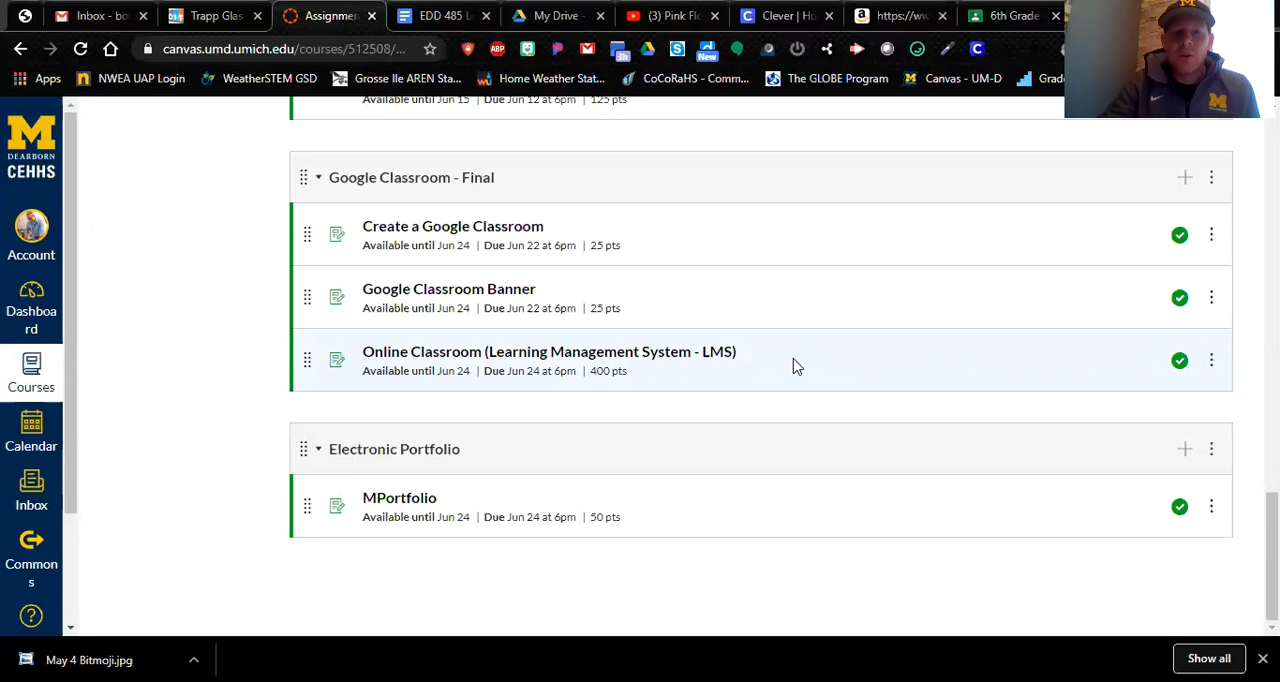 Inbox - bo
Trapp Glas
Assignmen
EDD 485 L
My Drive -
(3) Pink Flo
Clever | Ho
https://ww
6th Grade
canvas.umd.umich.edu/courses/512508/...
ABP
3h
New
Apps
NWEA UAP Login
WeatherSTEM GSD
Grosse Ile AREN Sta...
Home Weather Stat...
CoCoRaHS - Comm...
The GLOBE Program
Canvas - UM-D
Grad
M
DEARBORN
CEHHS
Account
Dashboa
rd
Courses
Calendar
Inbox
Common
s
Available until Jun 15 | Due Jun 12 at 6pm | 125 pts
Google Classroom - Final
Create a Google Classroom
Available until Jun 24 | Due Jun 22 at 6pm | 25 pts
Google Classroom Banner
Available until Jun 24 | Due Jun 22 at 6pm | 25 pts
Online Classroom (Learning Management System - LMS)
Available until Jun 24 | Due Jun 24 at 6pm | 400 pts
Electronic Portfolio
MPortfolio
Available until Jun 24 | Due Jun 24 at 6pm | 50 pts
May 4 Bitmoji.jpg
Show all